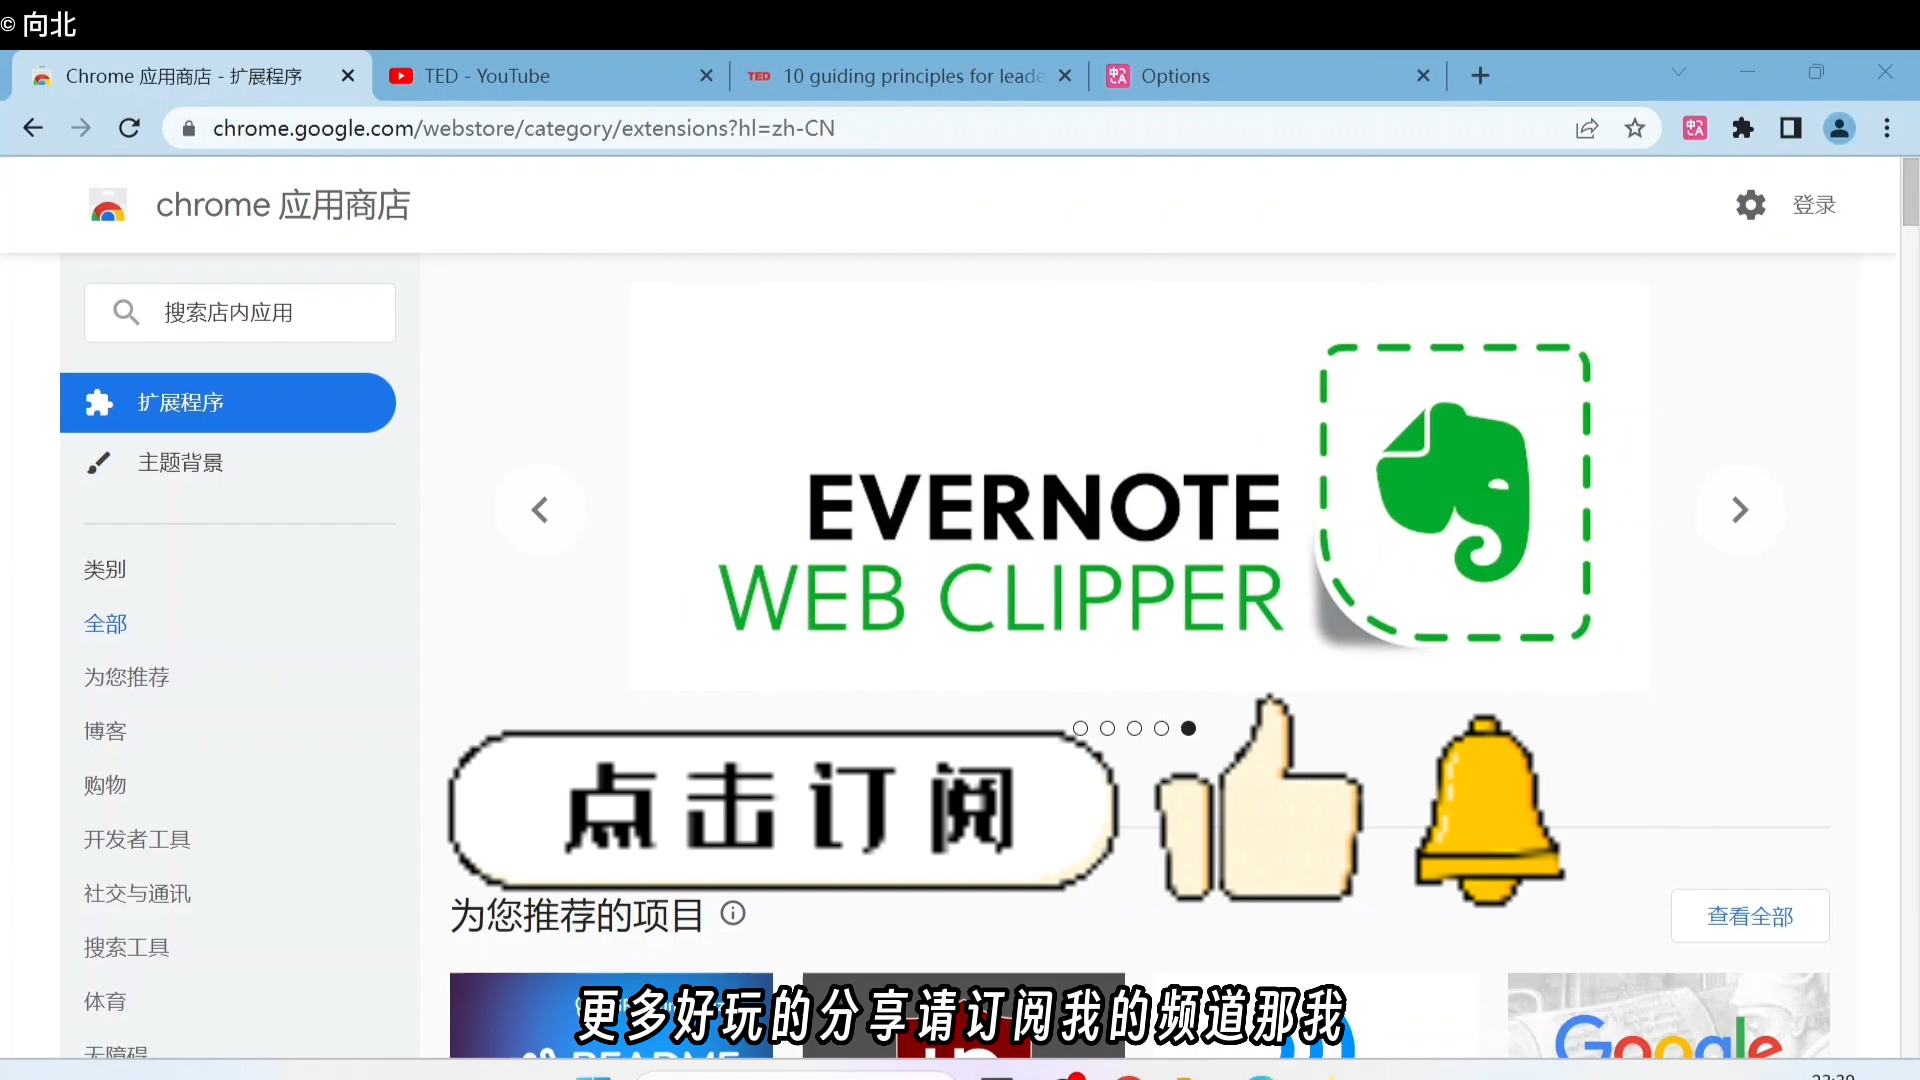 © 向北
Chrome 应用商店 - 扩展程序
TED - YouTube
TED 10 guiding principles for leade
Options
chrome.google.com/webstore/category/extensions?hl=zh-CN
chrome 应用商店
登录
搜索店内应用
扩展程序
主题背景
类别
全部
为您推荐
博客
购物
开发者工具
社交与通讯
搜索工具
体育
无障碍
EVERNOTE
WEB CLIPPER
点击订阅
为您推荐的项目
查看全部
README
Google
更多好玩的分享请订阅我的频道那我